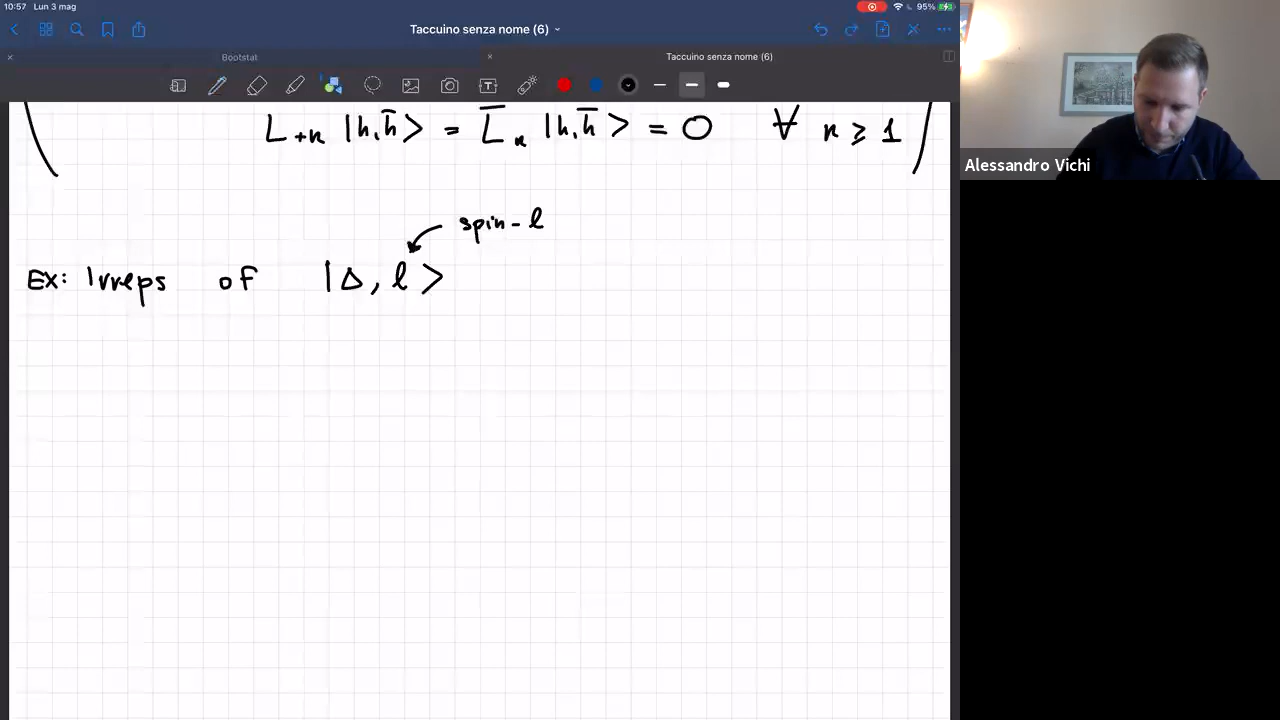 10:57 Lun 3 mag
95%
Taccuino senza nome (6)
Bootstat
Taccuino senza nome (6)
L₊ₙ |h,h̄> = L̄ₙ |h,h̄> = 0 ∀ n ≥ 1
Alessandro Vichi
spin-l
Ex: Irreps of |Δ, l>